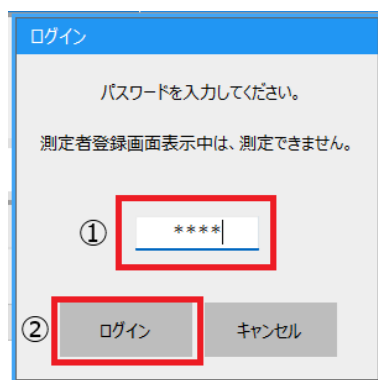 ログイン
パスワードを入力してください。
測定者登録画面表示中は、測定できません。
① ****
② ログイン キャンセル